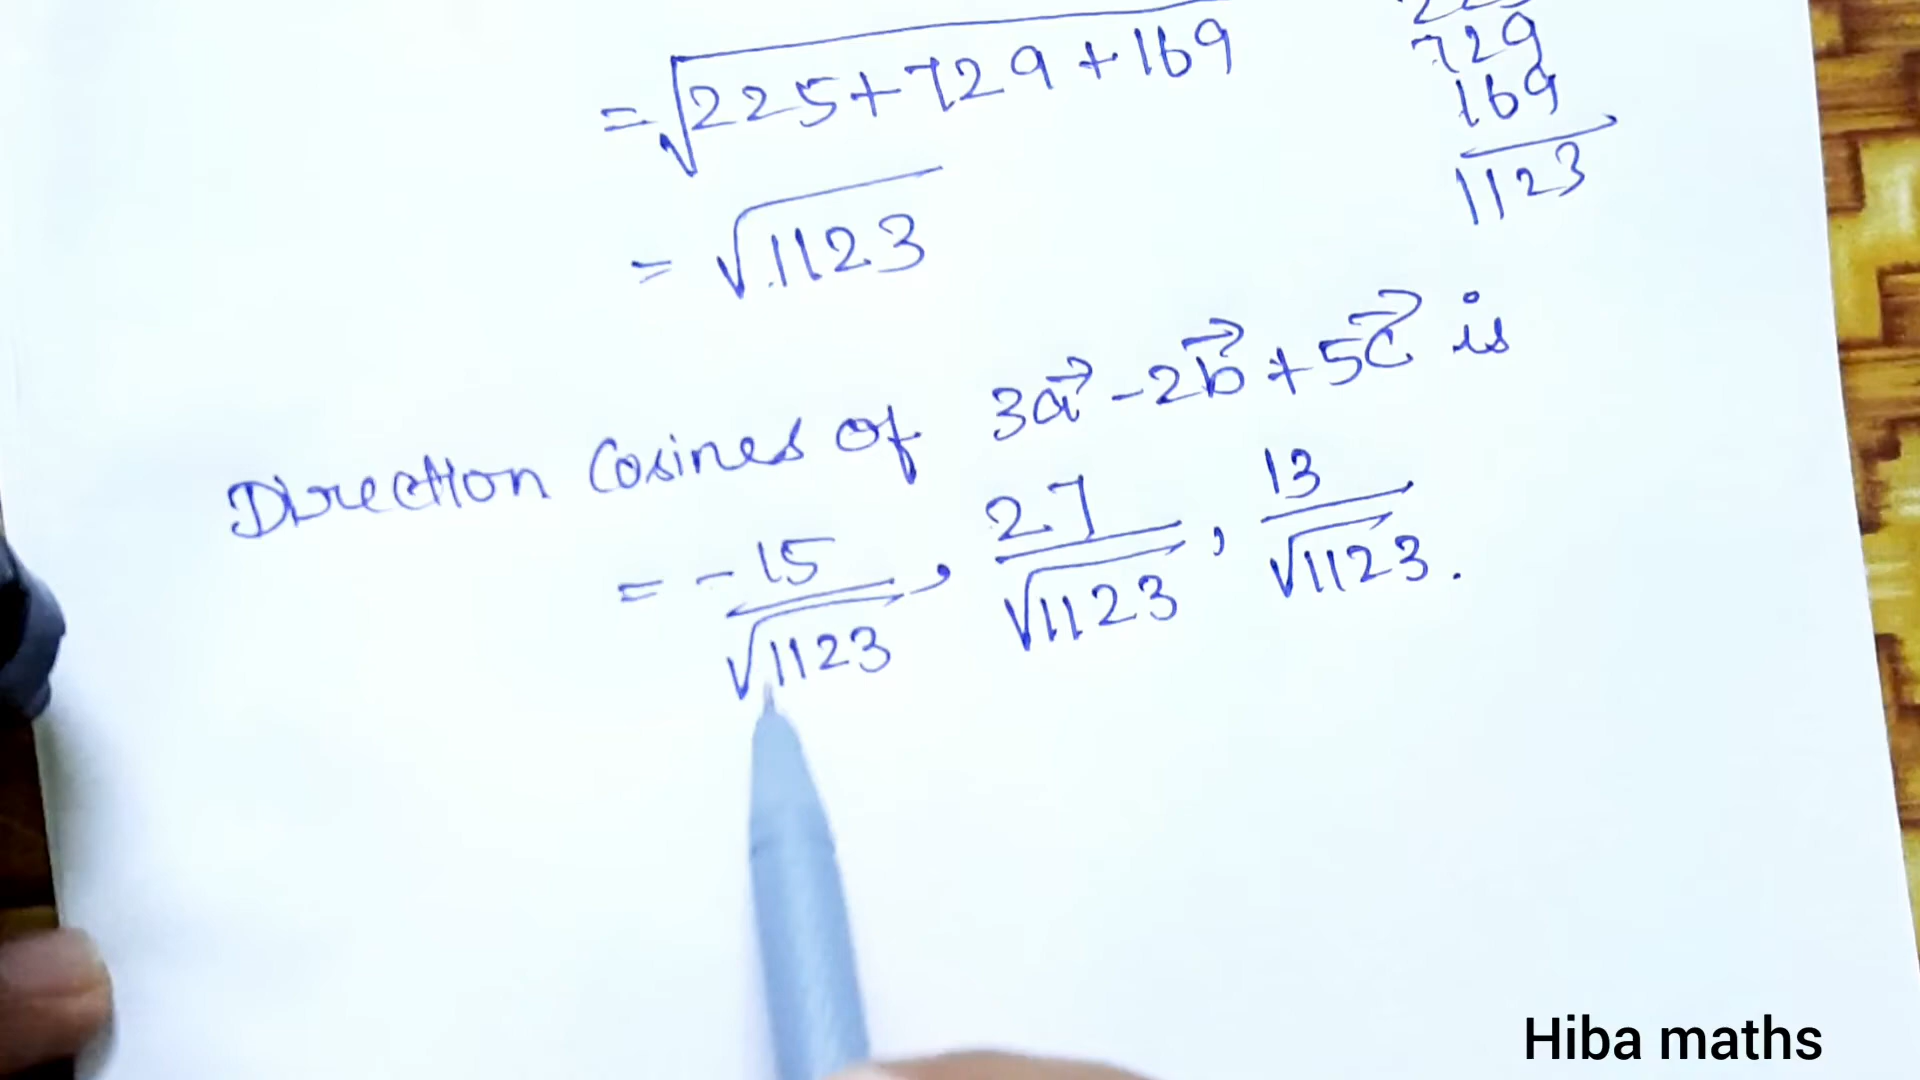 = √225+729+169
729
169
1123
= √1123
Direction Cosines of 3a⃗ - 2b⃗ + 5c⃗ is
= -15/√1123, 27/√1123, 13/√1123.
Hiba maths